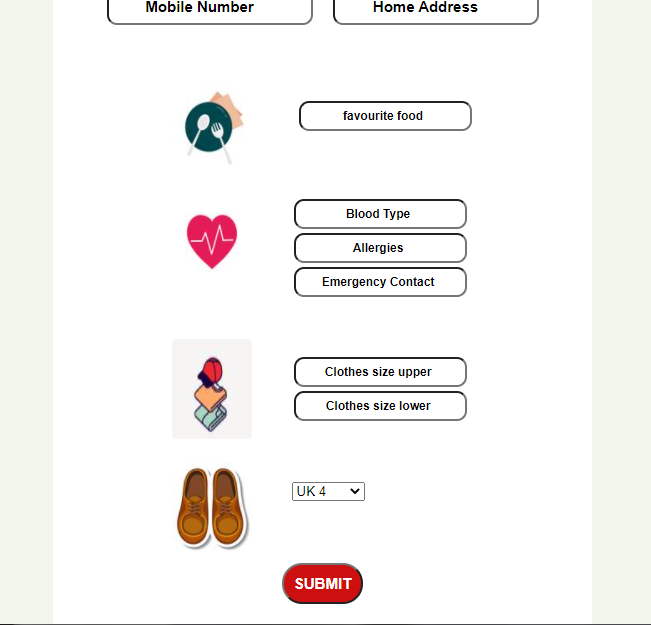 Mobile Number Home Address
favourite food
Blood Type
Allergies
Emergency Contact
Clothes size upper
Clothes size lower
UK 4
SUBMIT